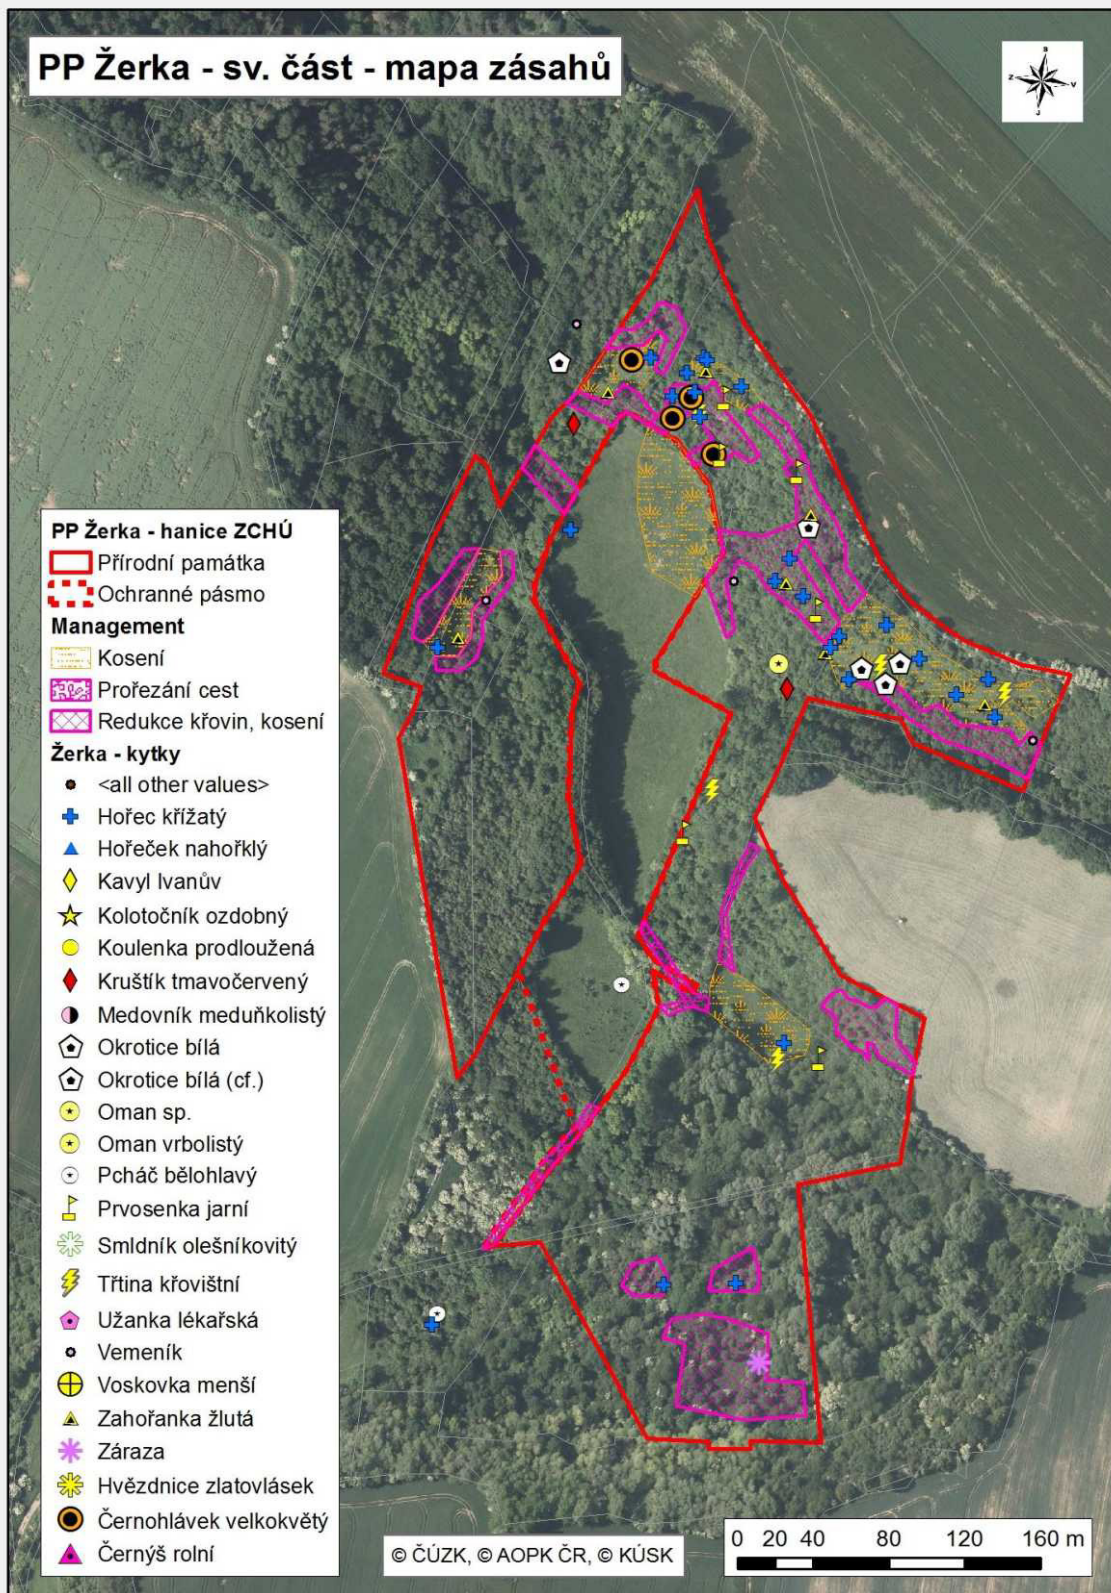 PP Žerka - sv. část - mapa zásahů
S
Z
V
J
PP Žerka - hanice ZCHÚ
Přírodní památka
Ochranné pásmo
Management
Kosení
Prořezání cest
Redukce křovin, kosení
Žerka - kytky
<all other values>
Hořec křížatý
Hořeček nahořklý
Kavyl Ivanův
Kolotočník ozdobný
Koulenka prodloužená
Kruštík tmavočervený
Medovník meduňkolistý
Okrotice bílá
Okrotice bílá (cf.)
Oman sp.
Oman vrbolistý
Pcháč bělohlavý
Prvosenka jarní
Smldník olešníkovitý
Třtina křovištní
Užanka lékařská
Vemeník
Voskovka menší
Zahořanka žlutá
Záraza
Hvězdnice zlatovlásek
Černohlávek velkokvětý
Černýš rolní
© ČÚZK, © AOPK ČR, © KÚSK
0 20 40 80 120 160 m